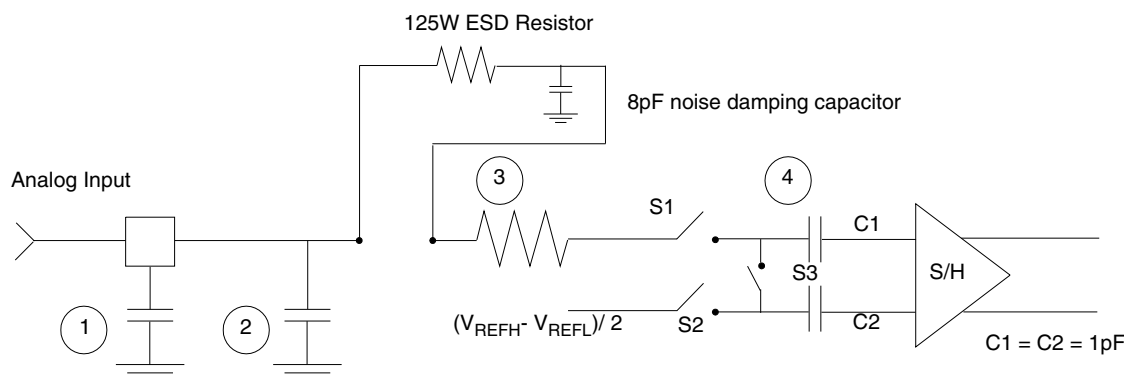 125W ESD Resistor
8pF noise damping capacitor
Analog Input
3
4
S1
C1
S/H
S3
1
2
(VREFH- VREFL)/ 2
S2
C2
C1 = C2 = 1pF